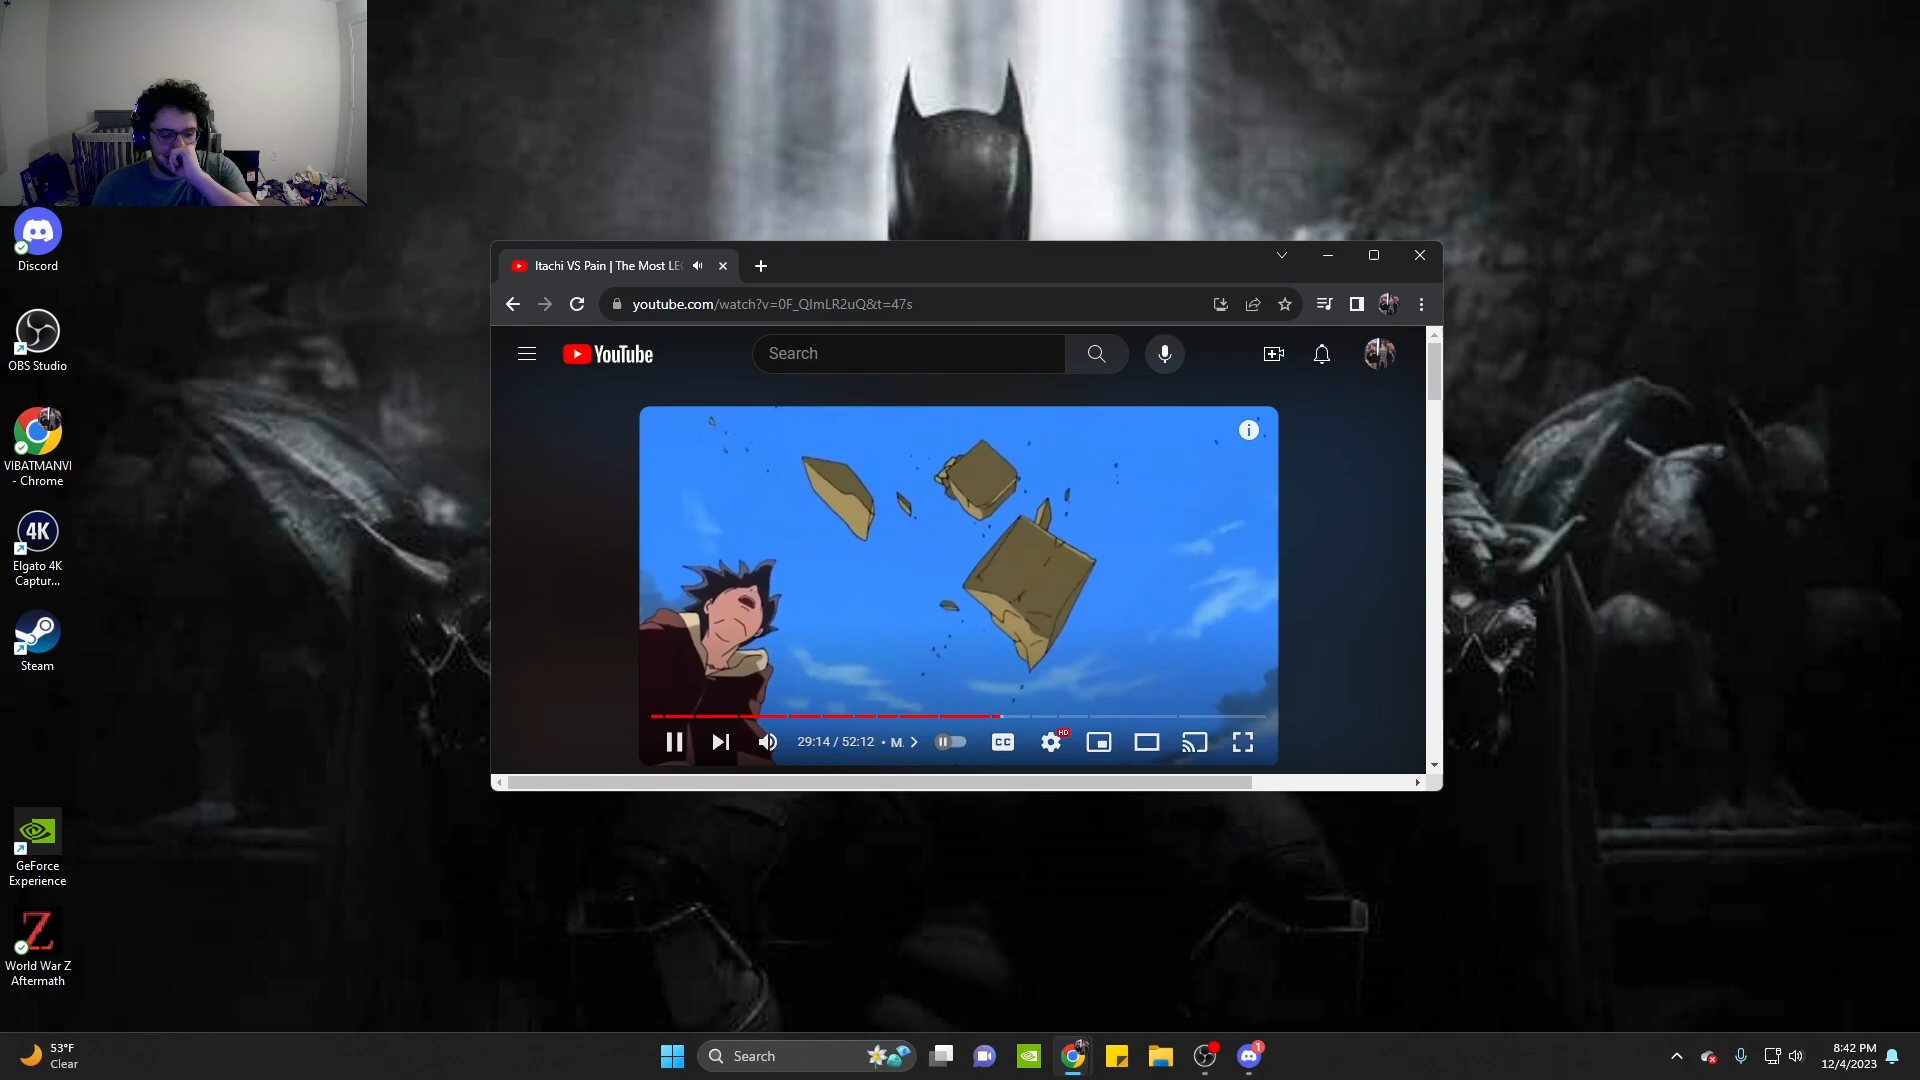 Discord
OBS Studio
VIBATMANVI
- Chrome
4K
Elgato 4K
Captur...
Steam
GeForce
Experience
Z
World War Z
Aftermath
Itachi VS Pain | The Most LE
youtube.com/watch?v=0F_QlmLR2uQ&t=47s
YouTube
Search
29:14 / 52:12 • M.
CC
HD
53°F
Clear
Search
1
8:42 PM
12/4/2023